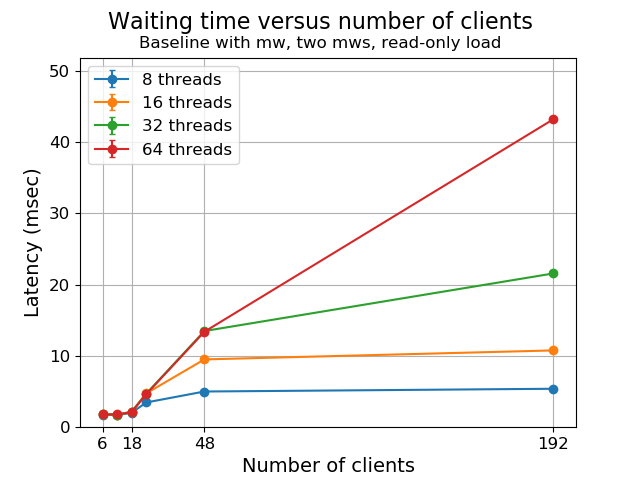 Waiting time versus number of clients
Baseline with mw, two mws, read-only load
50
40
30
20
10
0
Latency (msec)
8 threads
16 threads
32 threads
64 threads
6 18 48 192
Number of clients